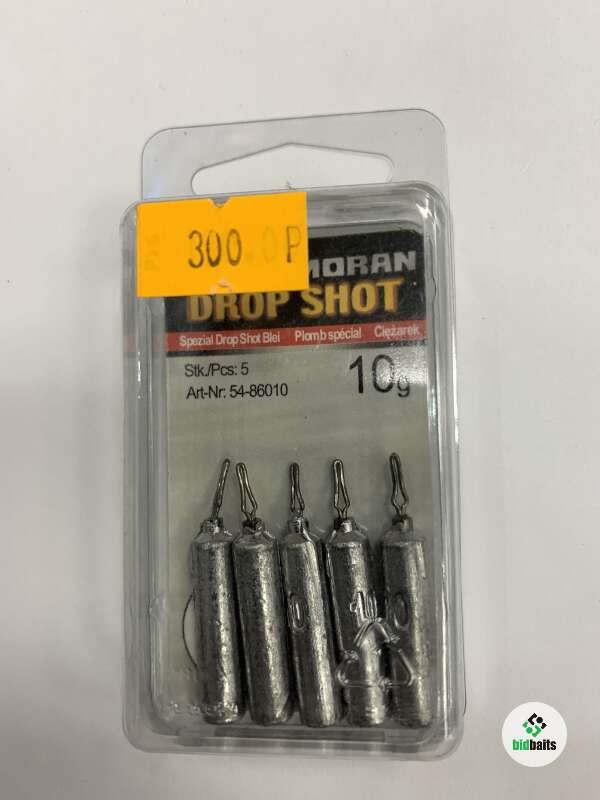 300.0P
MORAN
DROP SHOT
Spezial Drop Shot Blei Plomb spécial Ciężarek
Stk./Pcs: 5
10g
Art-Nr: 54-86010
bidbaits